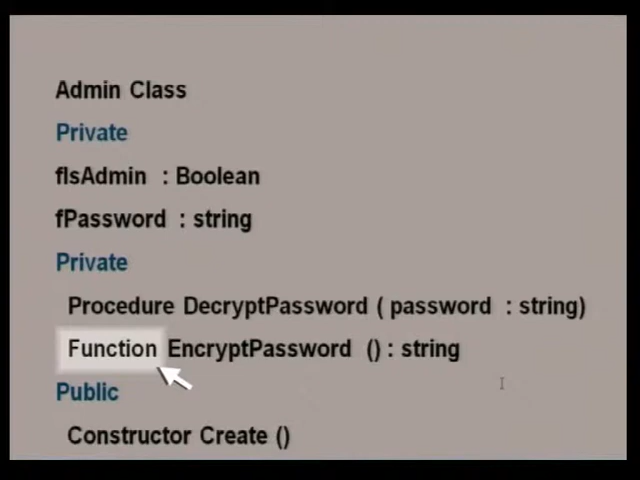 Admin Class
Private
fIsAdmin : Boolean
fPassword : string
Private
Procedure DecryptPassword ( password : string)
Function EncryptPassword () : string
Public
Constructor Create ()